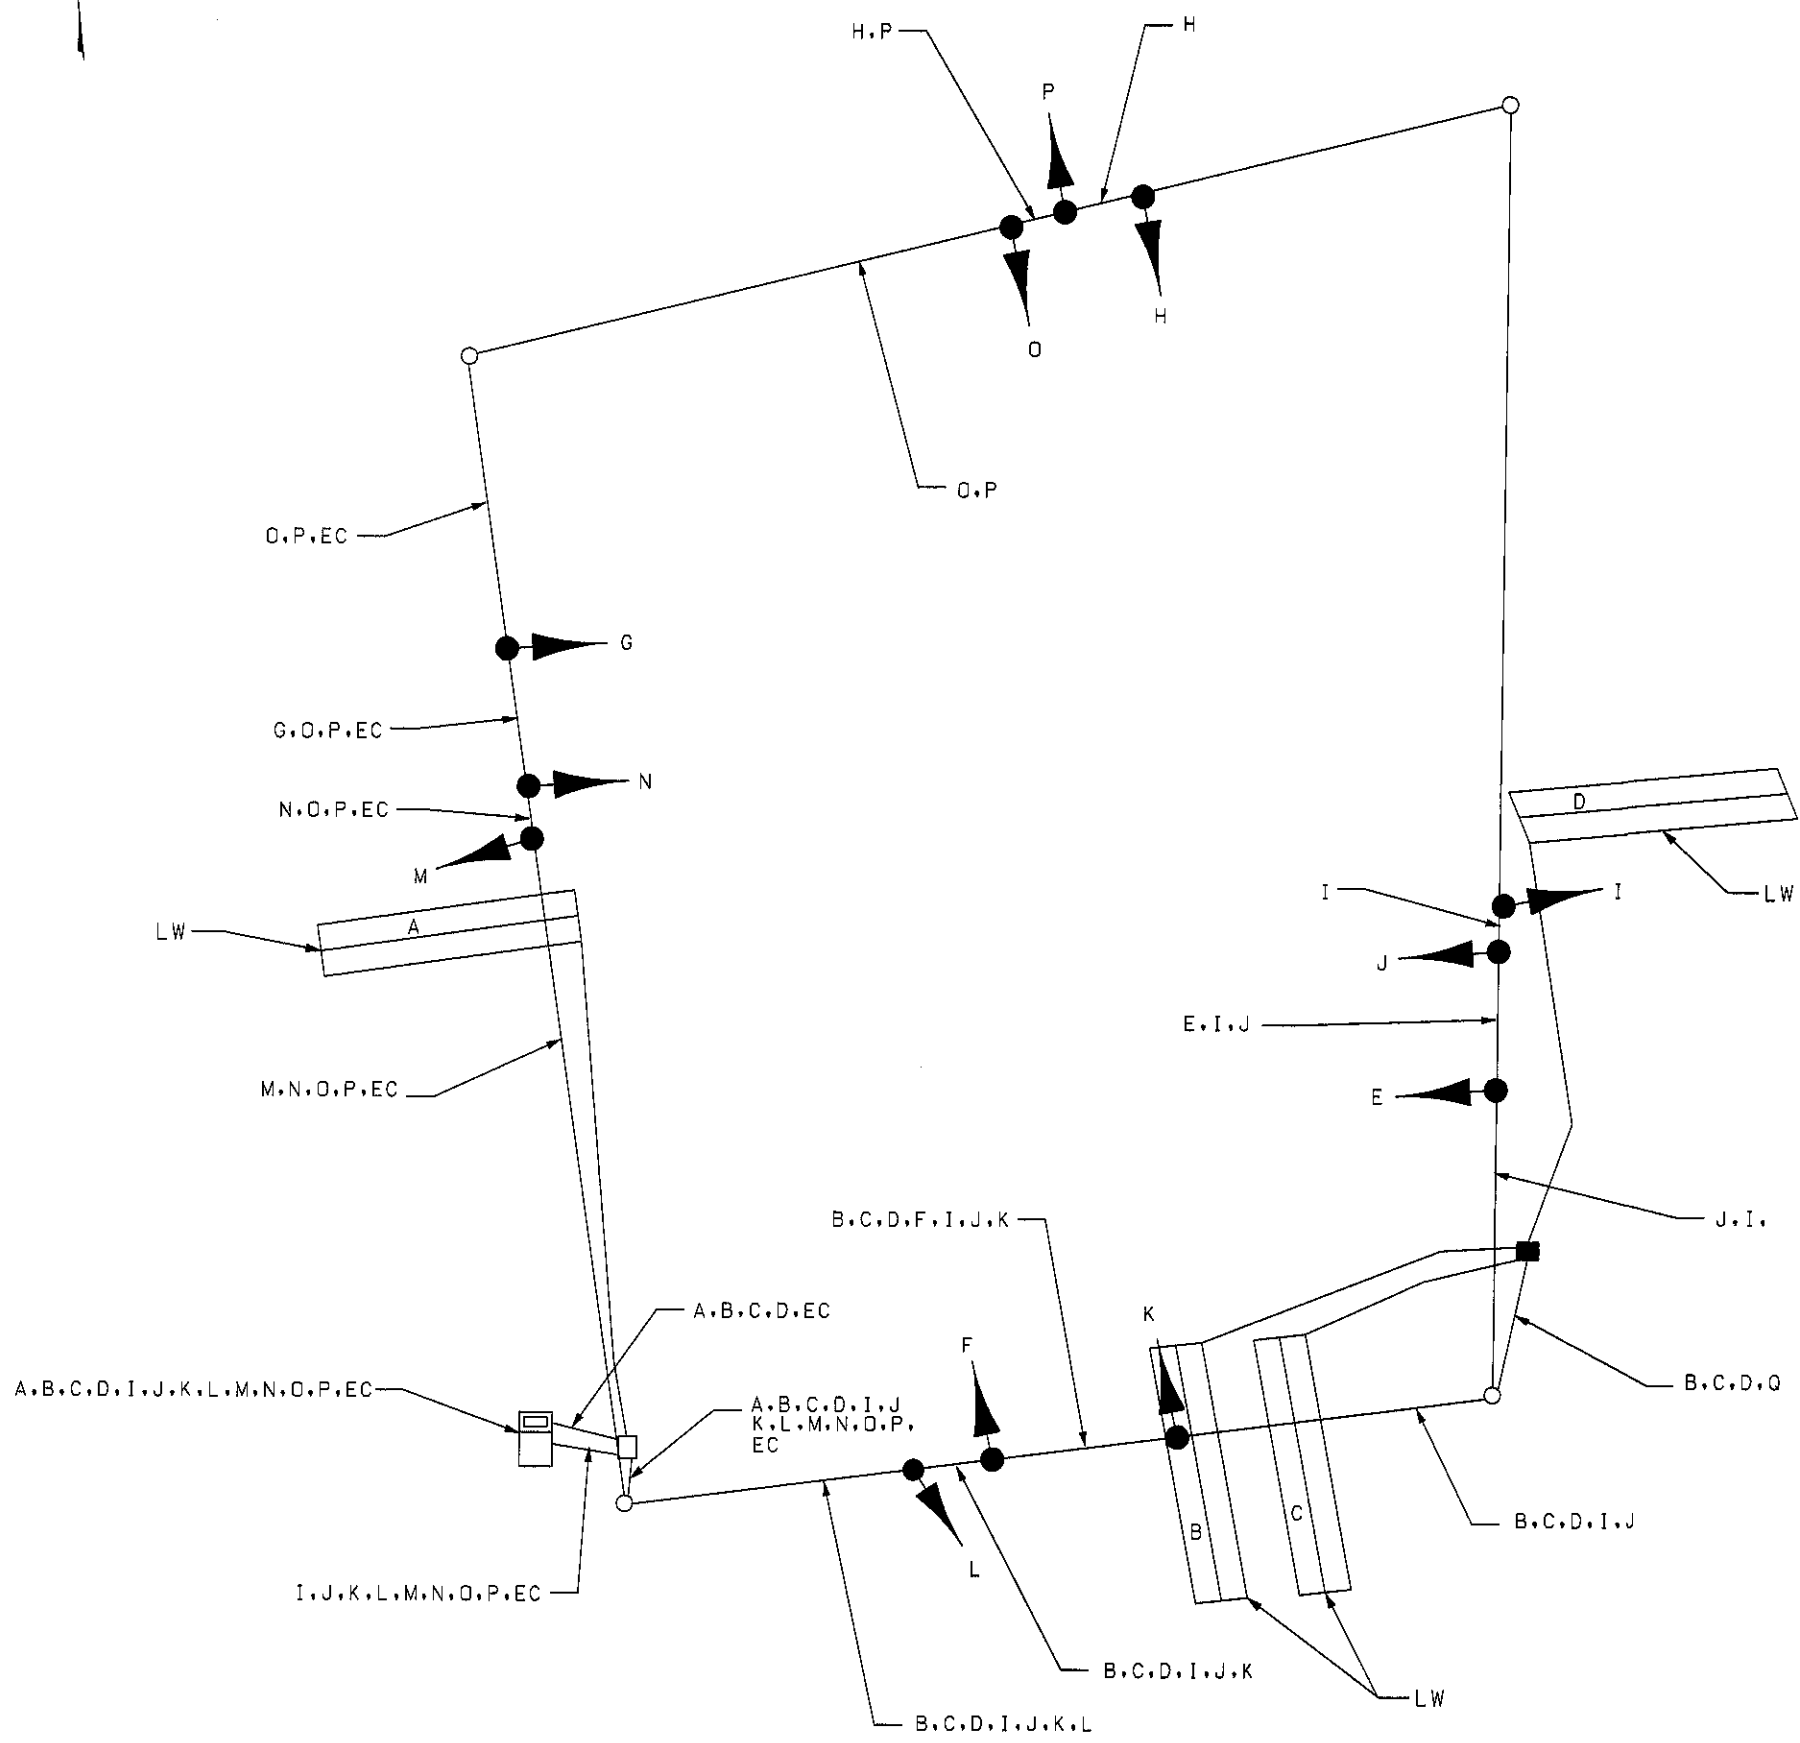 H,P
H
P
H
O
O,P
O,P,EC
G
G,O,P,EC
N
N,O,P,EC
M
D
LW
I
I
A
LW
J
E,I,J
M,N,O,P,EC
E
B,C,D,F,I,J,K
J,I,
A,B,C,D,EC
K
F
A,B,C,D,I,J,K,L,M,N,O,P,EC
B,C,D,Q
A,B,C,D,I,J
K,L,M,N,O,P,
EC
C
B
B,C,D,I,J
L
I,J,K,L,M,N,O,P,EC
B,C,D,I,J,K
LW
B,C,D,I,J,K,L